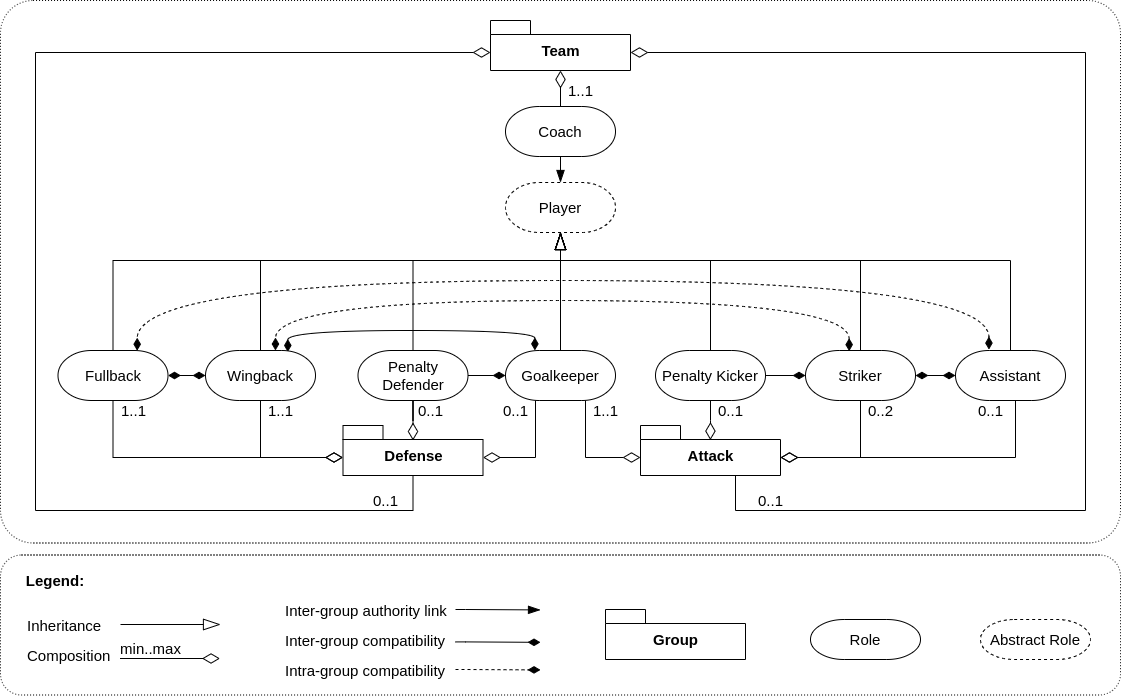 Team
1..1
Coach
Player
Fullback
Wingback
Penalty
Defender
Goalkeeper
Penalty Kicker
Striker
Assistant
1..1
1..1
0..1
0..1
1..1
0..1
0..2
0..1
Defense
Attack
0..1
0..1
Legend:
Inheritance
Composition
min..max
Inter-group authority link
Inter-group compatibility
Intra-group compatibility
Group
Role
Abstract Role